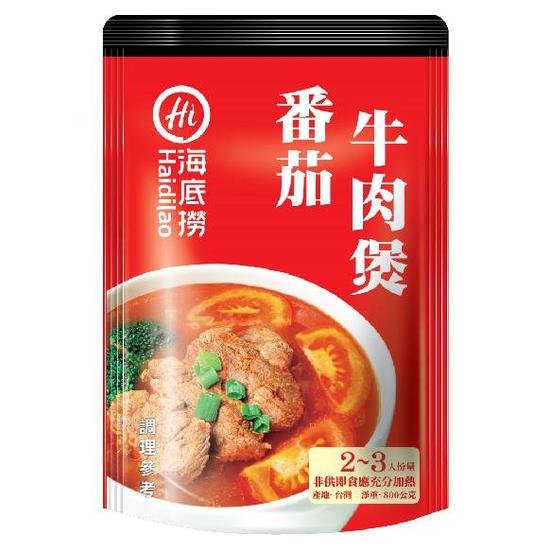 Hi
海底撈
Haidilao
番茄
牛肉煲
調理參考
2~3人份量
非供即食應充分加熱
產地·台灣 淨重·800公克